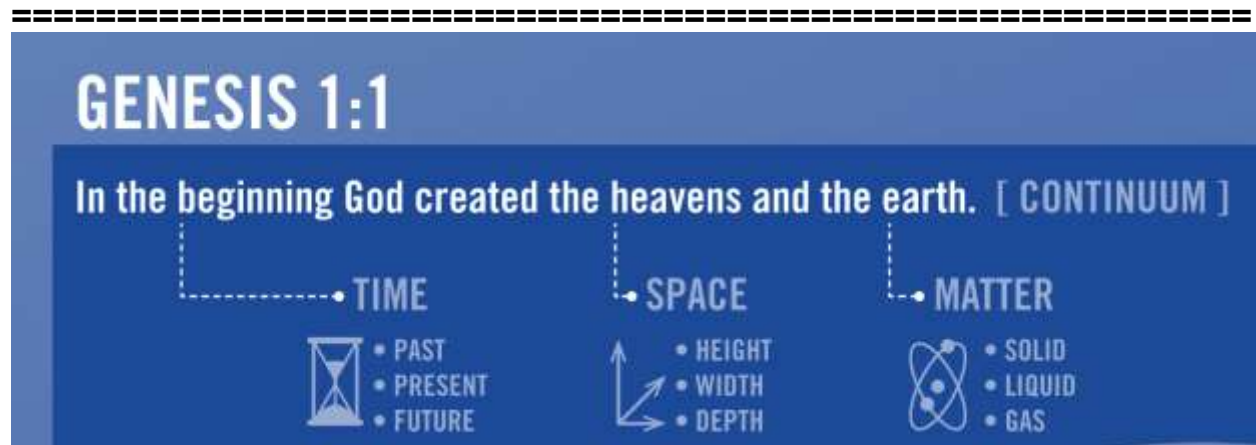 GENESIS 1:1
In the beginning God created the heavens and the earth. [ CONTINUUM ]
TIME
• PAST
• PRESENT
• FUTURE
SPACE
• HEIGHT
• WIDTH
• DEPTH
MATTER
• SOLID
• LIQUID
• GAS